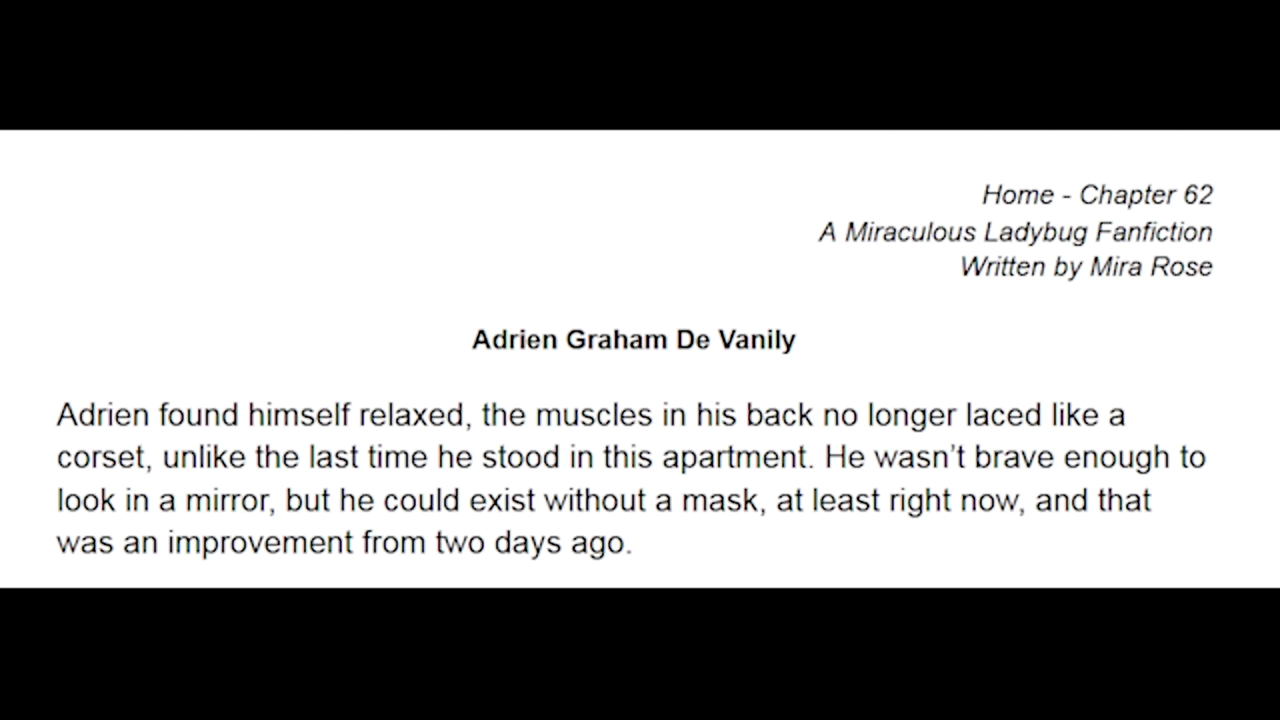 Home - Chapter 62
A Miraculous Ladybug Fanfiction
Written by Mira Rose
Adrien Graham De Vanily
Adrien found himself relaxed, the muscles in his back no longer laced like a
corset, unlike the last time he stood in this apartment. He wasn’t brave enough to
look in a mirror, but he could exist without a mask, at least right now, and that
was an improvement from two days ago.